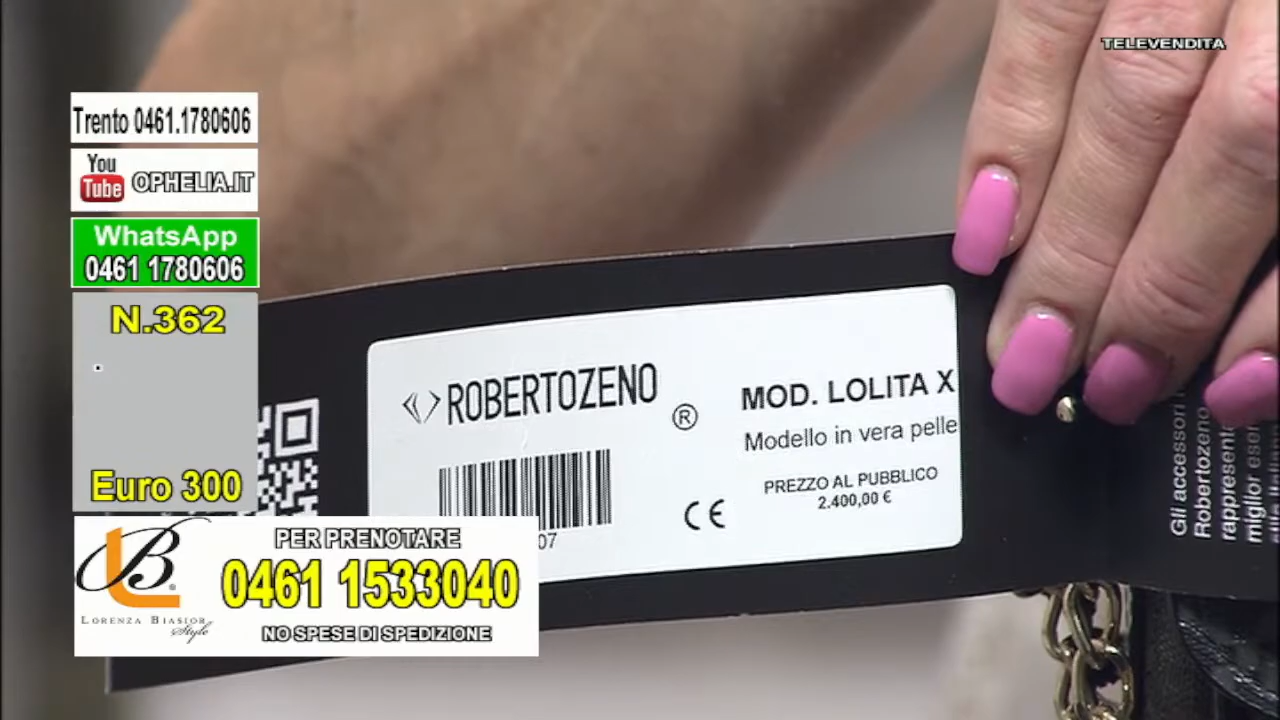 TELEVENDITA
Trento 0461.1780606
You
Tube OPHELIA.IT
WhatsApp
0461 1780606
N.362
Euro 300
LB®
LORENZA BIASIOR
Style
PER PRENOTARE
0461 1533040
NO SPESE DI SPEDIZIONE
<> ROBERTOZENO ®
07
CE
MOD. LOLITA X
Modello in vera pelle
PREZZO AL PUBBLICO
2.400,00 €
Gli accessori
Robertozeno
miglior